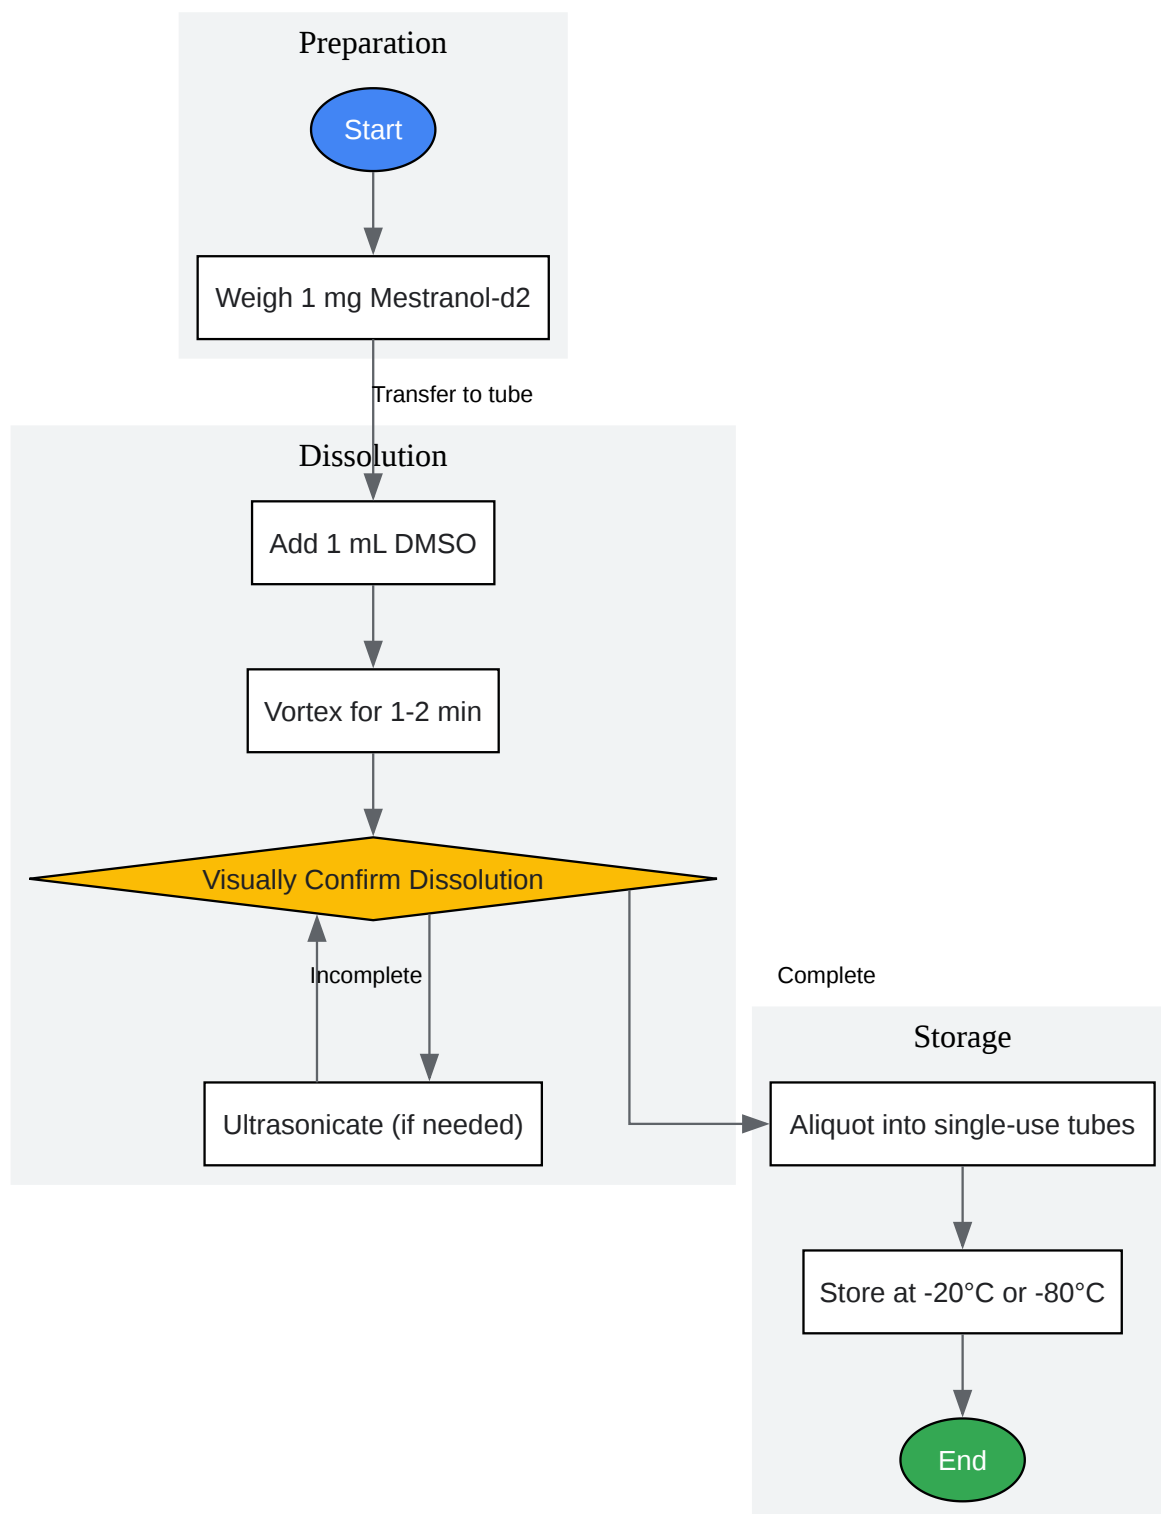 Preparation
Start
Weigh 1 mg Mestranol-d2
Transfer to tube
Dissolution
Add 1 mL DMSO
Vortex for 1-2 min
Visually Confirm Dissolution
Incomplete
Ultrasonicate (if needed)
Complete
Storage
Aliquot into single-use tubes
Store at -20°C or -80°C
End